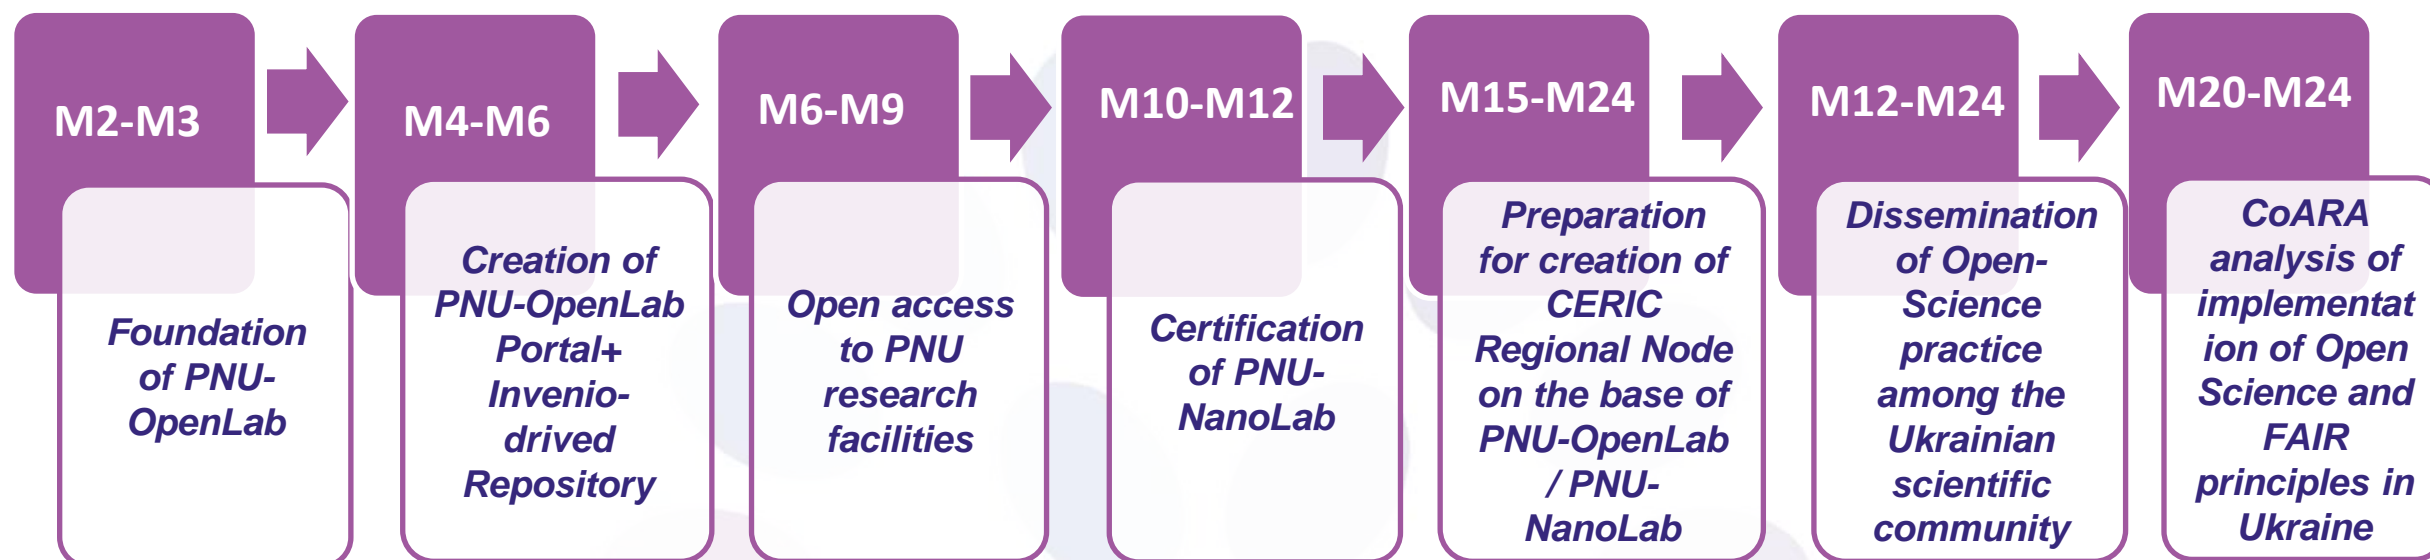 M2-M3
Foundation
of PNU-
OpenLab
M4-M6
Creation of
PNU-OpenLab
Portal+
Invenio-
drived
Repository
M6-M9
Open access
to PNU
research
facilities
M10-M12
Certification
of PNU-
NanoLab
M15-M24
Preparation
for creation of
CERIC
Regional Node
on the base of
PNU-OpenLab
/ PNU-
NanoLab
M12-M24
Dissemination
of Open-
Science
practice
among the
Ukrainian
scientific
community
M20-M24
CoARA
analysis of
implementat
ion of Open
Science and
FAIR
principles in
Ukraine